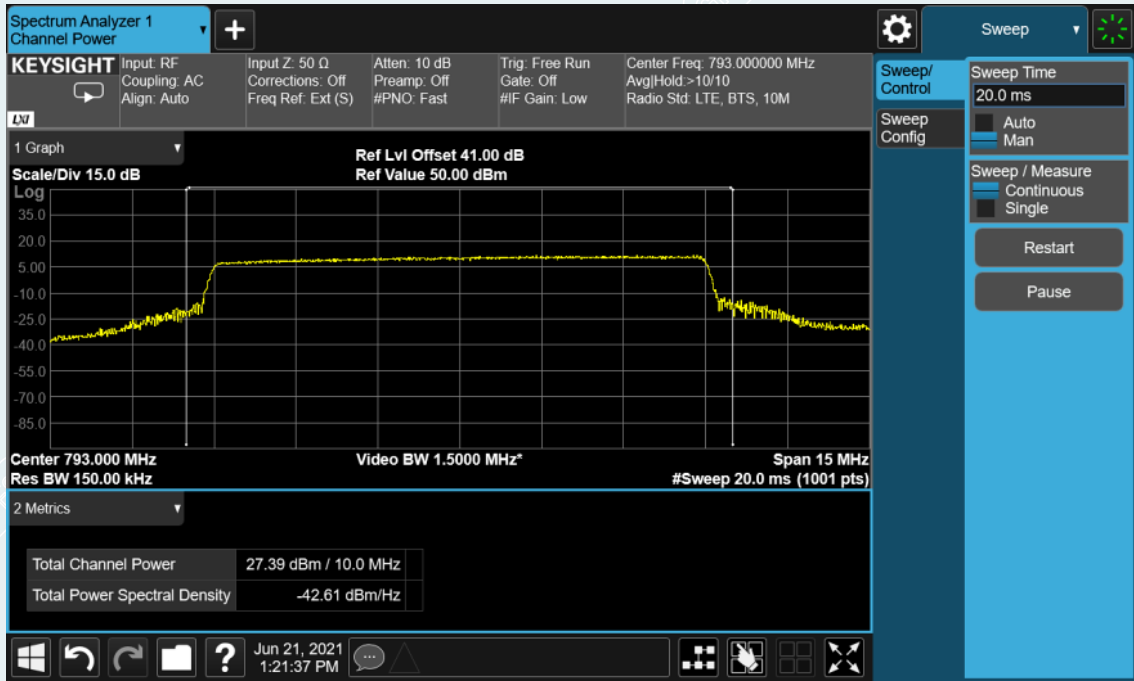 Spectrum Analyzer 1
Channel Power
+
Sweep
KEYSIGHT
LXI
Input: RF
Coupling: AC
Align: Auto
Input Z: 50 Ω
Corrections: Off
Freq Ref: Ext (S)
Atten: 10 dB
Preamp: Off
#PNO: Fast
Trig: Free Run
Gate: Off
#IF Gain: Low
Center Freq: 793.000000 MHz
Avg|Hold:>10/10
Radio Std: LTE, BTS, 10M
1 Graph
Scale/Div 15.0 dB
Ref Lvl Offset 41.00 dB
Ref Value 50.00 dBm
Log
35.0
20.0
5.00
-10.0
-25.0
-40.0
-55.0
-70.0
-85.0
Center 793.000 MHz
Res BW 150.00 kHz
Video BW 1.5000 MHz*
Span 15 MHz
#Sweep 20.0 ms (1001 pts)
2 Metrics
Total Channel Power 27.39 dBm / 10.0 MHz
Total Power Spectral Density -42.61 dBm/Hz
?
Jun 21, 2021
1:21:37 PM
Sweep/
Control
Sweep
Config
Sweep Time
20.0 ms
Auto
Man
Sweep / Measure
Continuous
Single
Restart
Pause